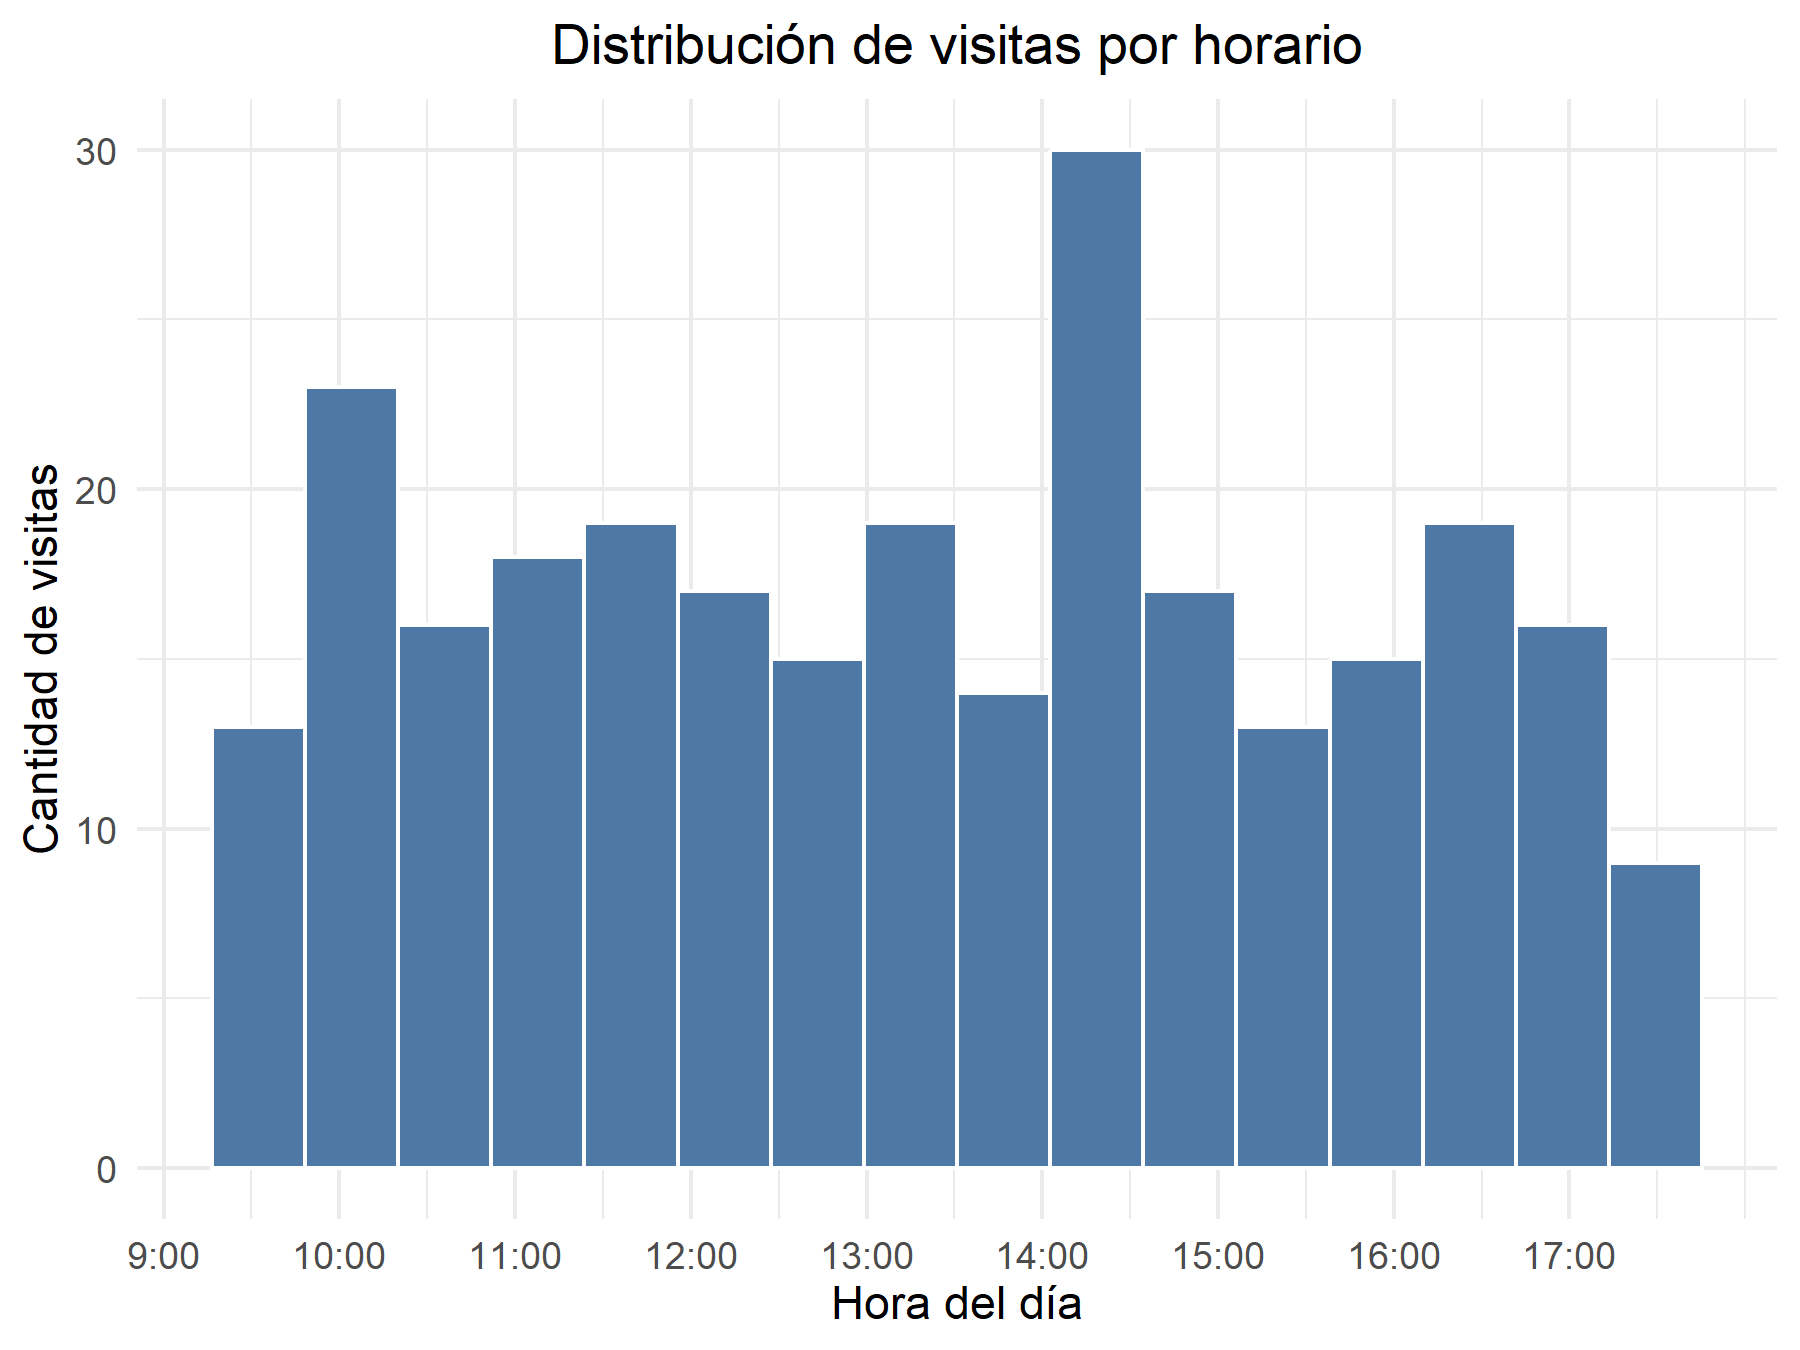 Distribución de visitas por horario
Cantidad de visitas
30
20
10
0
9:00 10:00 11:00 12:00 13:00 14:00 15:00 16:00 17:00
Hora del día